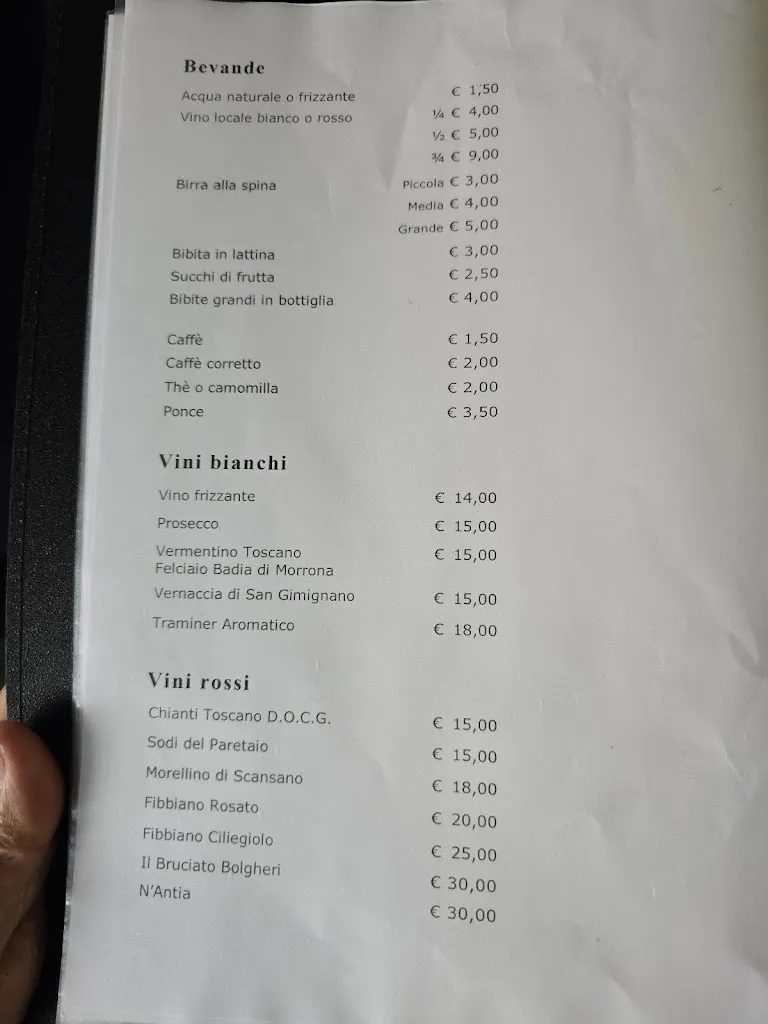 Bevande
Acqua naturale o frizzante € 1,50
Vino locale bianco o rosso ¼ € 4,00
½ € 5,00
¾ € 9,00
Birra alla spina Piccola € 3,00
Media € 4,00
Grande € 5,00
Bibita in lattina € 3,00
Succhi di frutta € 2,50
Bibite grandi in bottiglia € 4,00
Caffè € 1,50
Caffè corretto € 2,00
Thè o camomilla € 2,00
Ponce € 3,50
Vini bianchi
Vino frizzante € 14,00
Prosecco € 15,00
Vermentino Toscano € 15,00
Felciaio Badia di Morrona
Vernaccia di San Gimignano € 15,00
Traminer Aromatico € 18,00
Vini rossi
Chianti Toscano D.O.C.G. € 15,00
Sodi del Paretaio € 15,00
Morellino di Scansano € 18,00
Fibbiano Rosato € 20,00
Fibbiano Ciliegiolo € 25,00
Il Bruciato Bolgheri € 30,00
N'Antia € 30,00